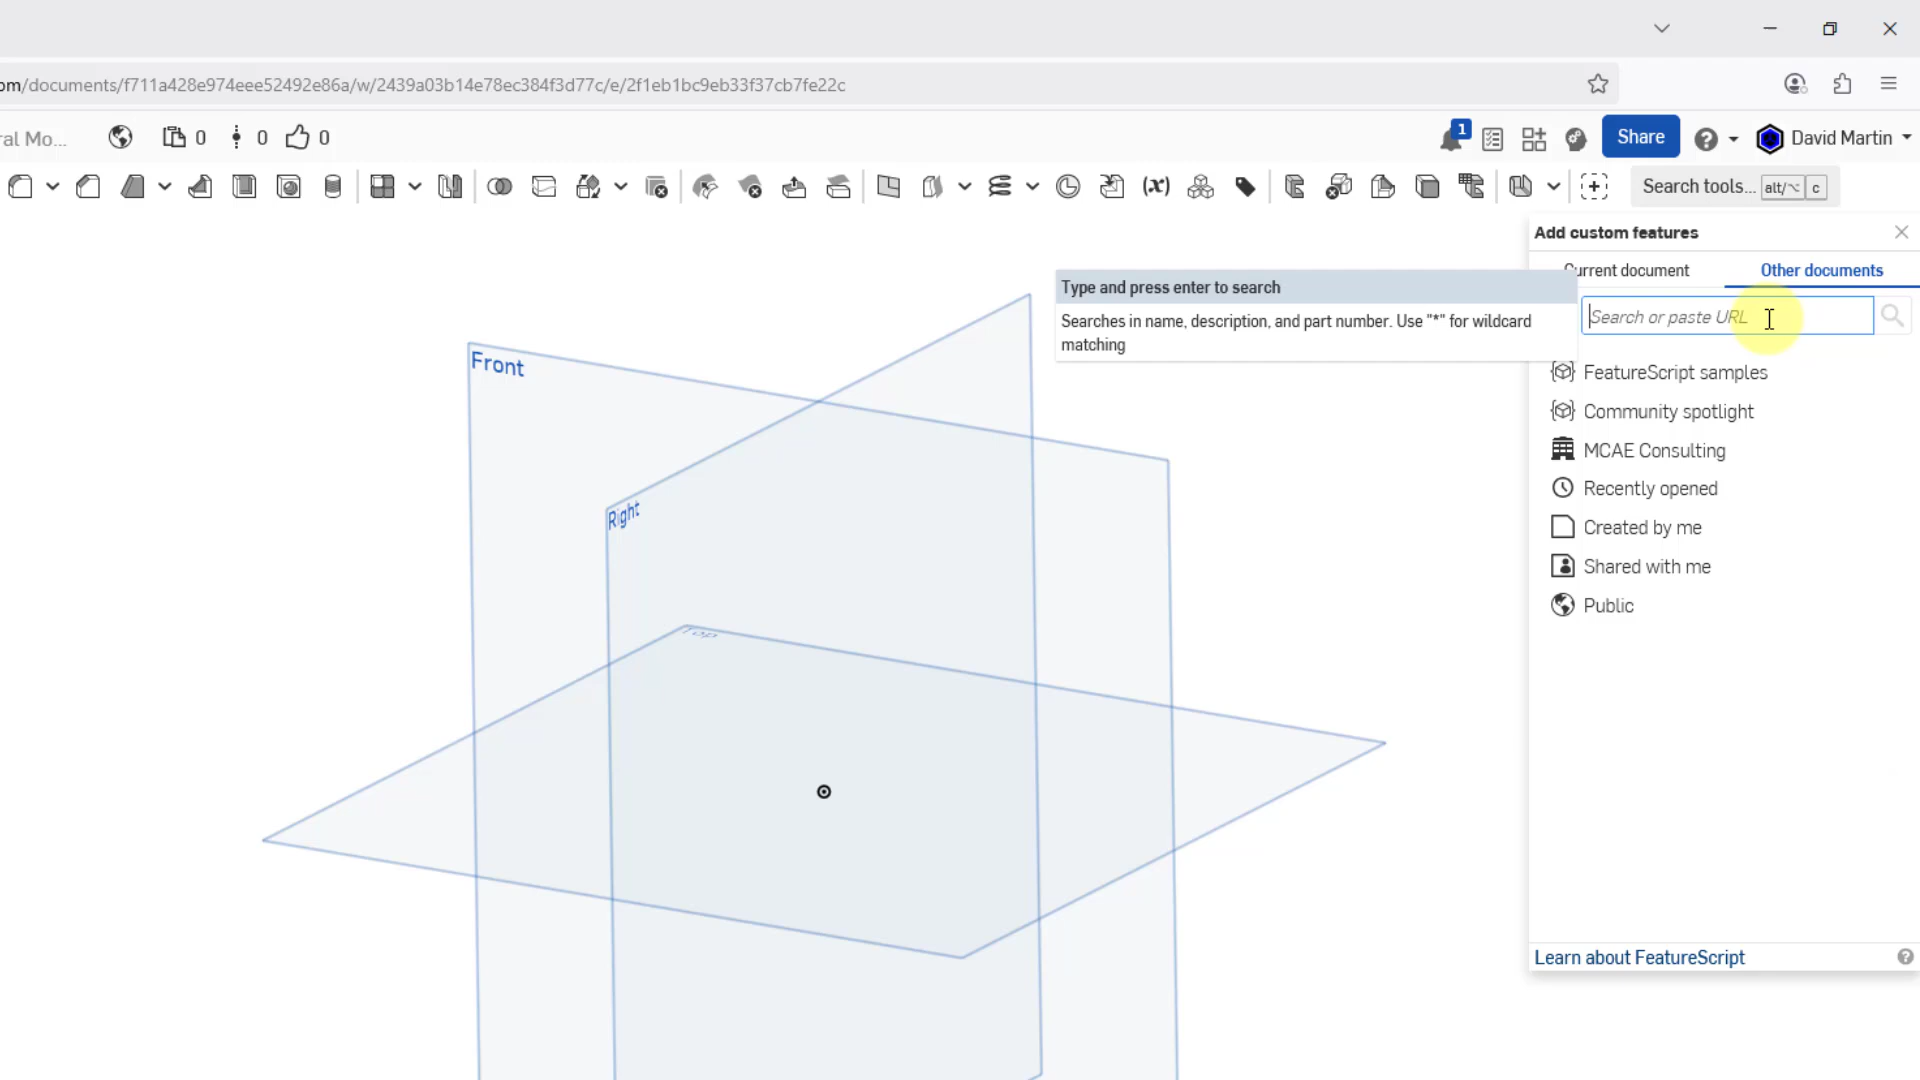 om/documents/f711a428e974eee52492e86a/w/2439a03b14e78ec384f3d77c/e/2f1eb1bc9eb33f37cb7fe22c
ral Mo... 0 0 0 1 Share David Martin
Search tools... alt/⌥ c
Add custom features
Current document Other documents
Type and press enter to search
Searches in name, description, and part number. Use "*" for wildcard
matching
Search or paste URL
FeatureScript samples
Community spotlight
MCAE Consulting
Recently opened
Created by me
Shared with me
Public
Learn about FeatureScript
Front
Right
Top